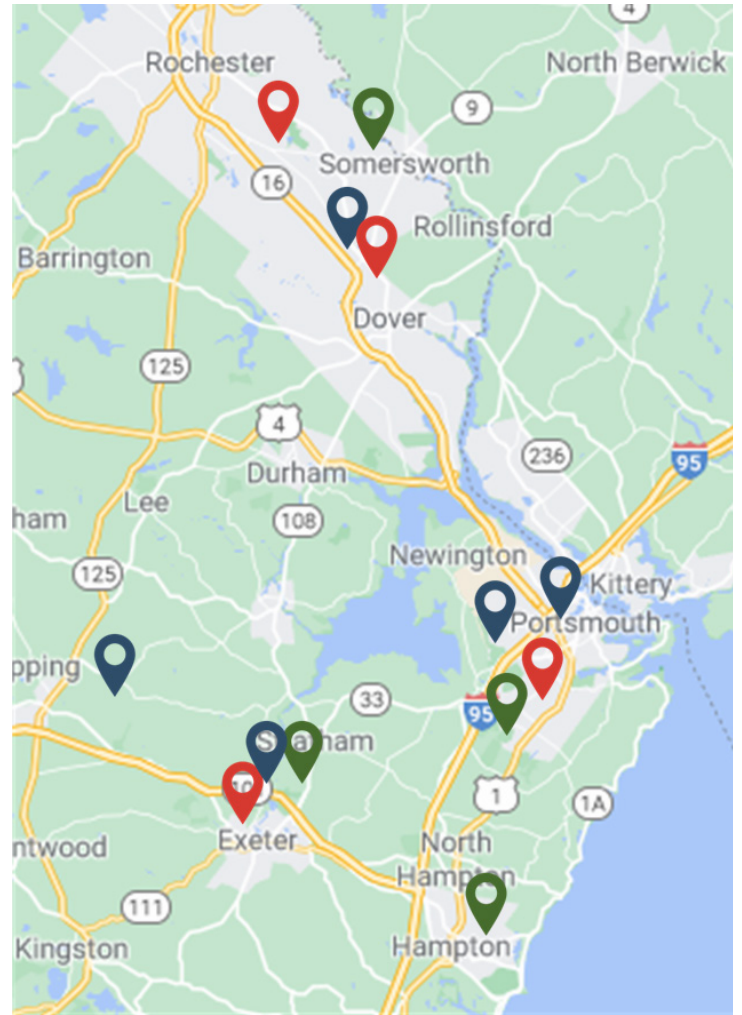 4
Rochester
North Berwick
9
Somersworth
16
Rollinsford
Barrington
Dover
125
4
236
95
Durham
Lee
ham
108
Newington
125
Kittery
Portsmouth
pping
33
95
1
1A
Exeter
ntwood
North
Hampton
111
Kingston
Hampton